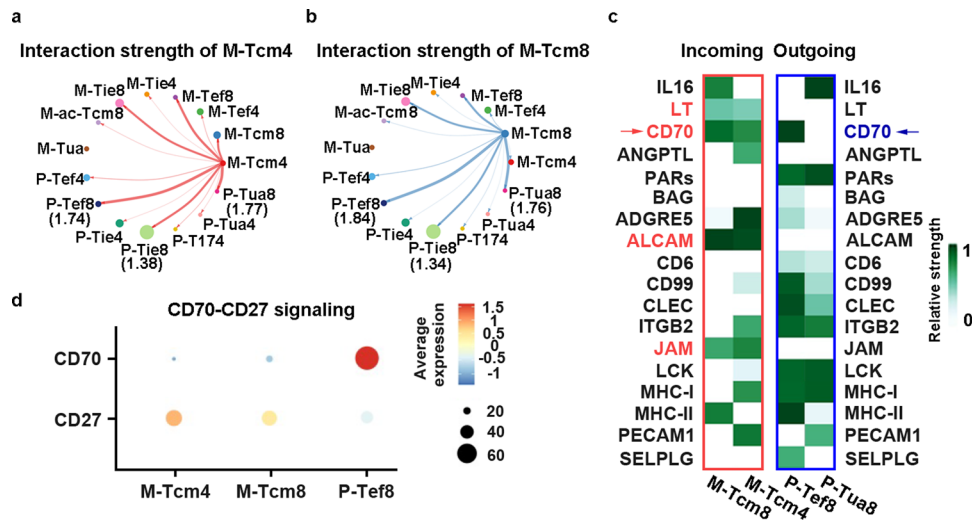 a
Interaction strength of M-Tcm4
M-Tie4
M-Tie8
M-Tef8
M-Tef4
M-ac-Tcm8
M-Tcm8
M-Tua
M-Tcm4
P-Tef4
P-Tua8
(1.77)
P-Tef8
(1.74)
P-Tua4
P-Tie4
P-T174
P-Tie8
(1.38)
b
Interaction strength of M-Tcm8
M-Tie4
M-Tie8
M-Tef8
M-Tef4
M-ac-Tcm8
M-Tcm8
M-Tua
M-Tcm4
P-Tef4
P-Tua8
(1.76)
P-Tef8
(1.84)
P-Tua4
P-Tie4
P-T174
P-Tie8
(1.34)
c
Incoming Outgoing
IL16 IL16
LT LT
CD70 CD70
ANGPTL ANGPTL
PARs PARs
BAG BAG
ADGRE5 ADGRE5
ALCAM ALCAM
CD6 CD6
CD99 CD99
CLEC CLEC
ITGB2 ITGB2
JAM JAM
LCK LCK
MHC-I MHC-I
MHC-II MHC-II
PECAM1 PECAM1
SELPLG SELPLG
M-Tcm8
M-Tcm4
P-Tef8
P-Tua8
Relative strength
1
0
d
CD70-CD27 signaling
CD70
CD27
M-Tcm4 M-Tcm8 P-Tef8
Average
expression
1.5
1
0.5
-0.5
-1
20
40
60